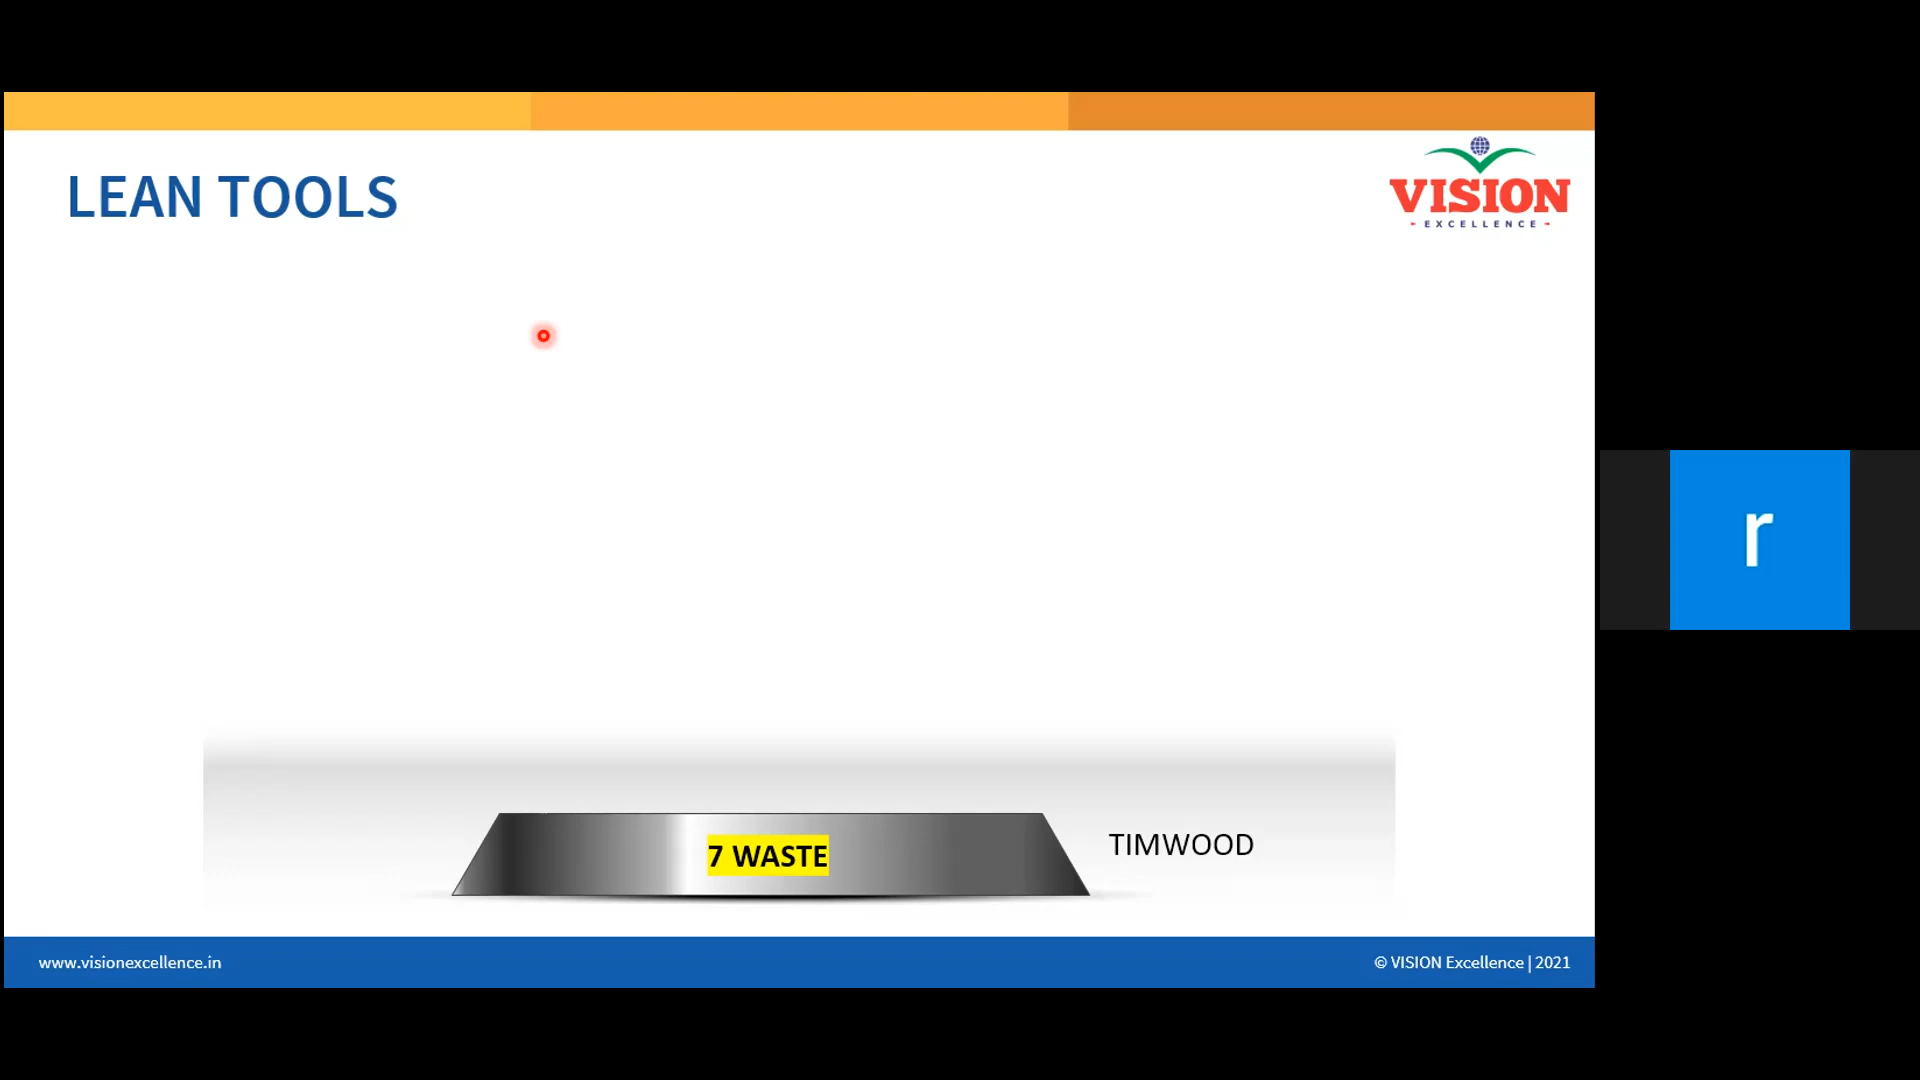 LEAN TOOLS
VISION
EXCELLENCE
r
7 WASTE
TIMWOOD
www.visionexcellence.in
© VISION Excellence | 2021